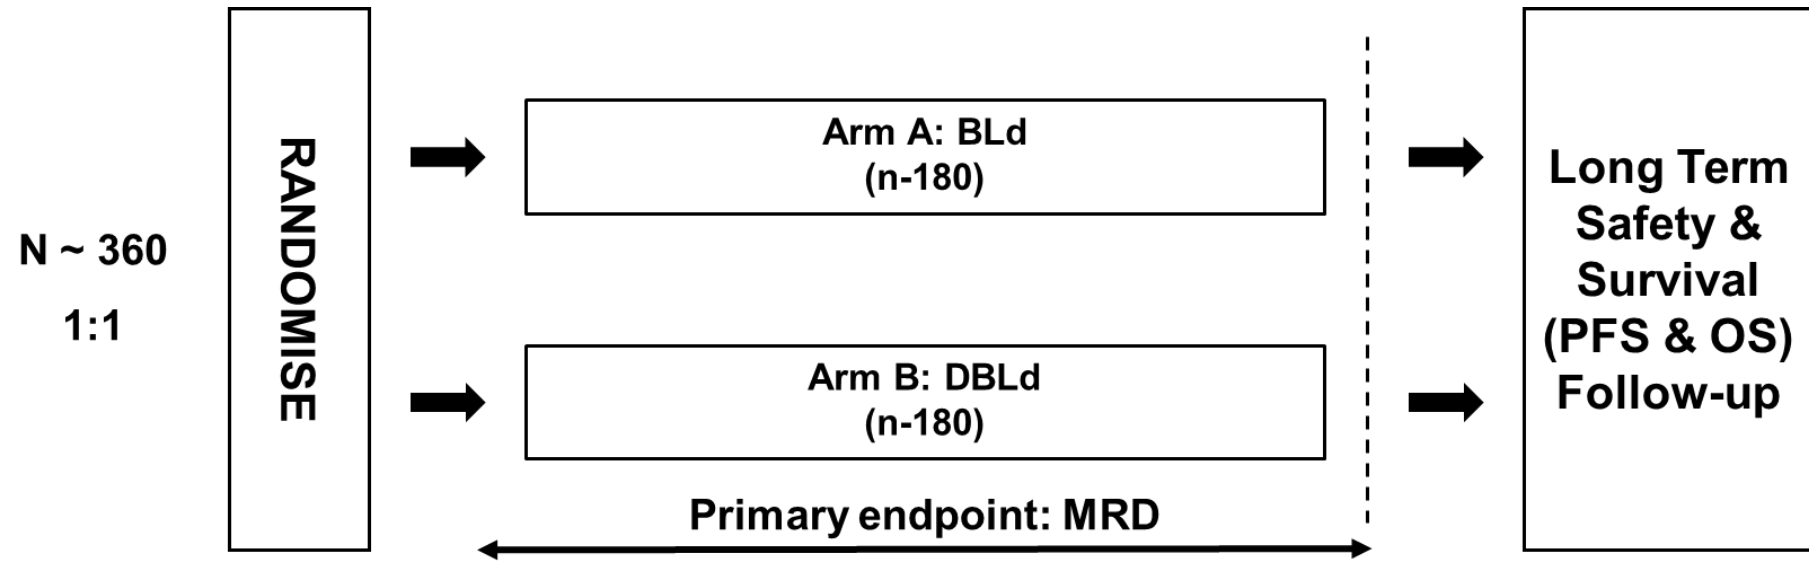 N ~ 360
1:1
RANDOMISE
Arm A: BLd
(n-180)
Arm B: DBLd
(n-180)
Primary endpoint: MRD
Long Term
Safety &
Survival
(PFS & OS)
Follow-up